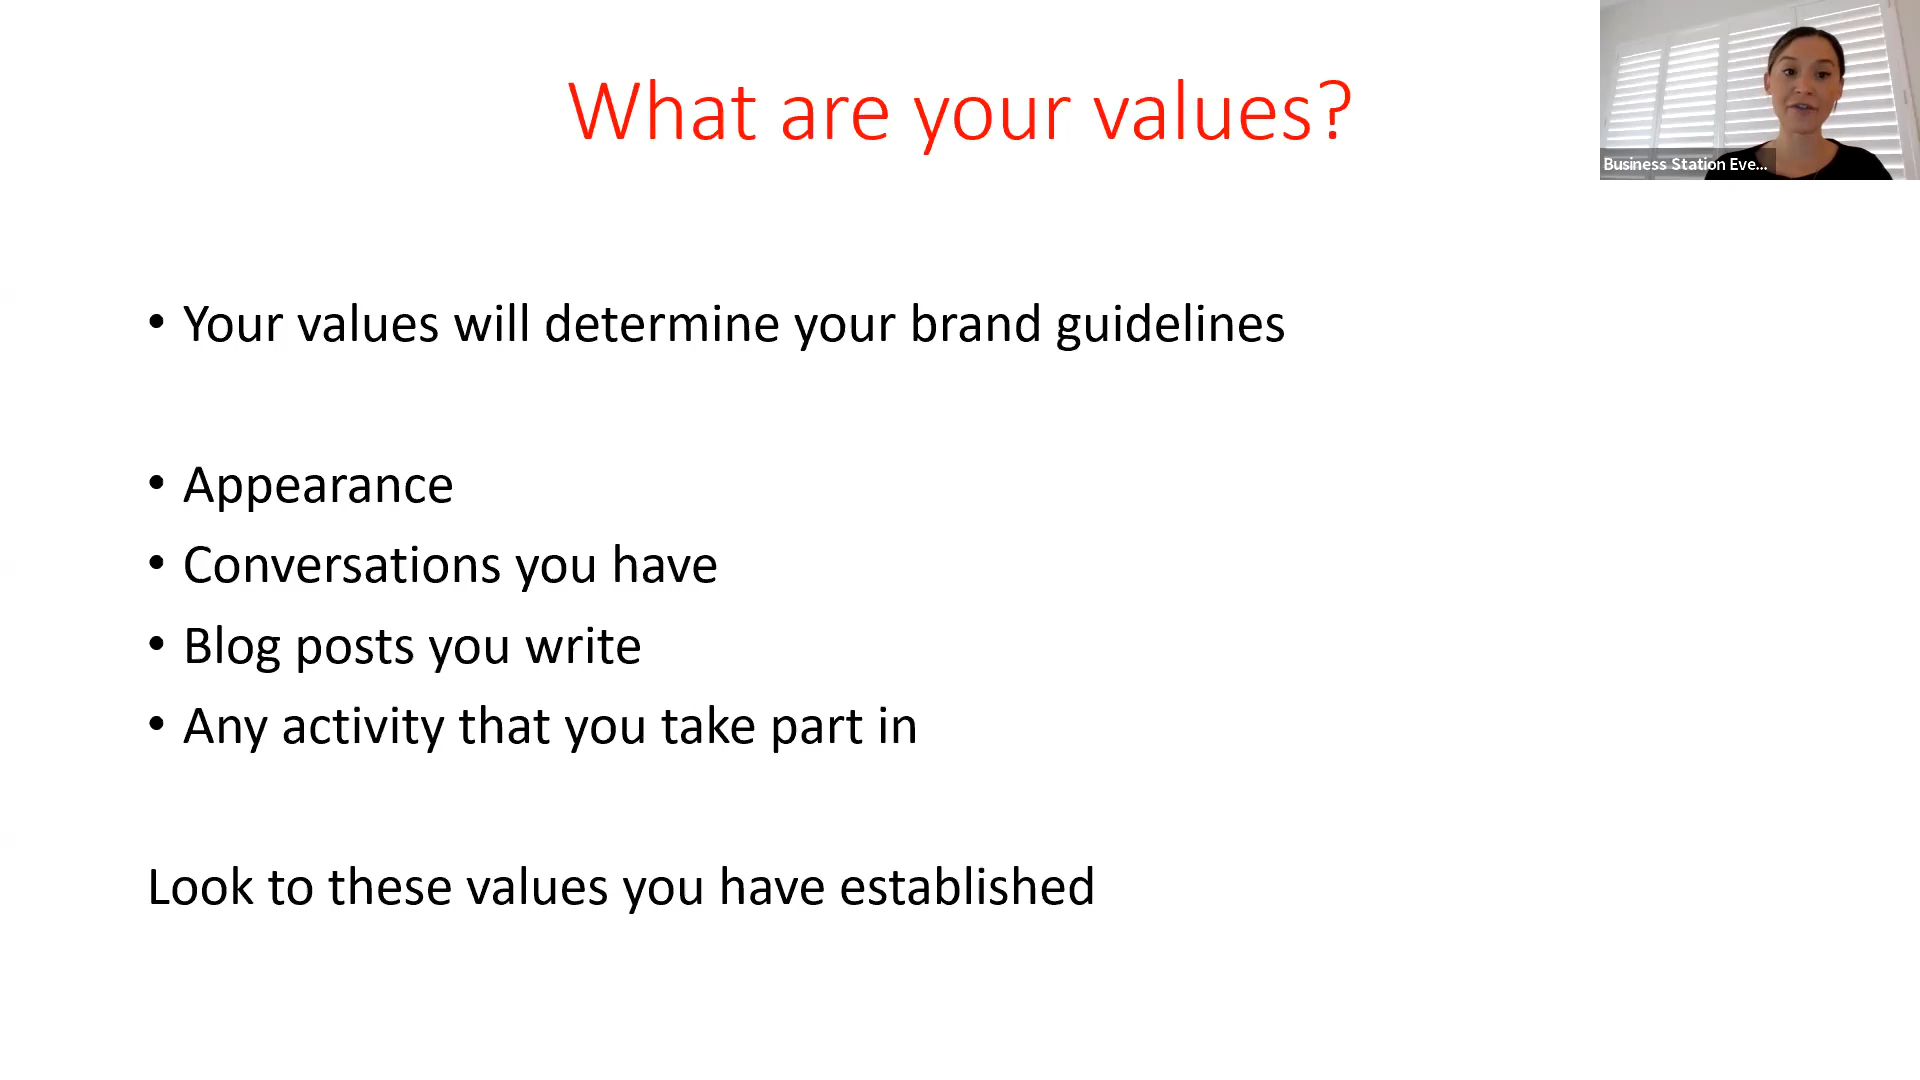 What are your values?
Business Station Eve...
• Your values will determine your brand guidelines
• Appearance
• Conversations you have
• Blog posts you write
• Any activity that you take part in
Look to these values you have established